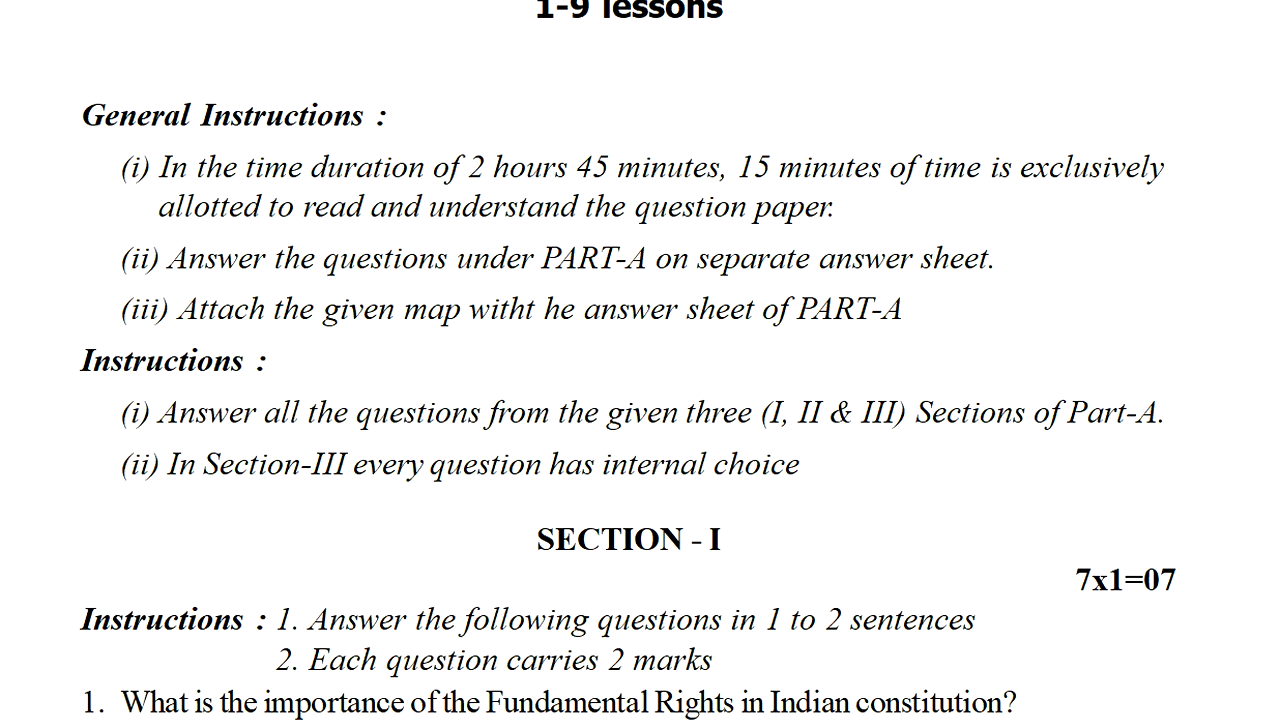 1-9 lessons
General Instructions :
(i) In the time duration of 2 hours 45 minutes, 15 minutes of time is exclusively
allotted to read and understand the question paper.
(ii) Answer the questions under PART-A on separate answer sheet.
(iii) Attach the given map witht he answer sheet of PART-A
Instructions :
(i) Answer all the questions from the given three (I, II & III) Sections of Part-A.
(ii) In Section-III every question has internal choice
SECTION - I
7x1=07
Instructions : 1. Answer the following questions in 1 to 2 sentences
2. Each question carries 2 marks
1. What is the importance of the Fundamental Rights in Indian constitution?